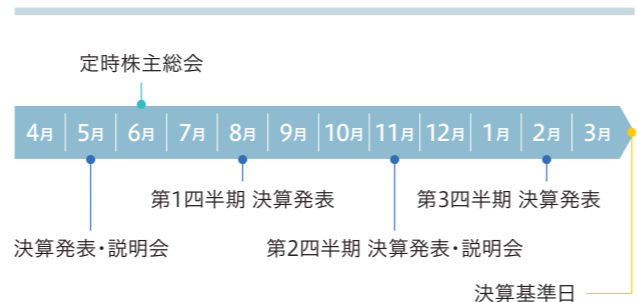 定時株主総会
4月 5月 6月 7月 8月 9月 10月 11月 12月 1月 2月 3月
第1四半期 決算発表 第3四半期 決算発表
決算発表・説明会 第2四半期 決算発表・説明会
決算基準日